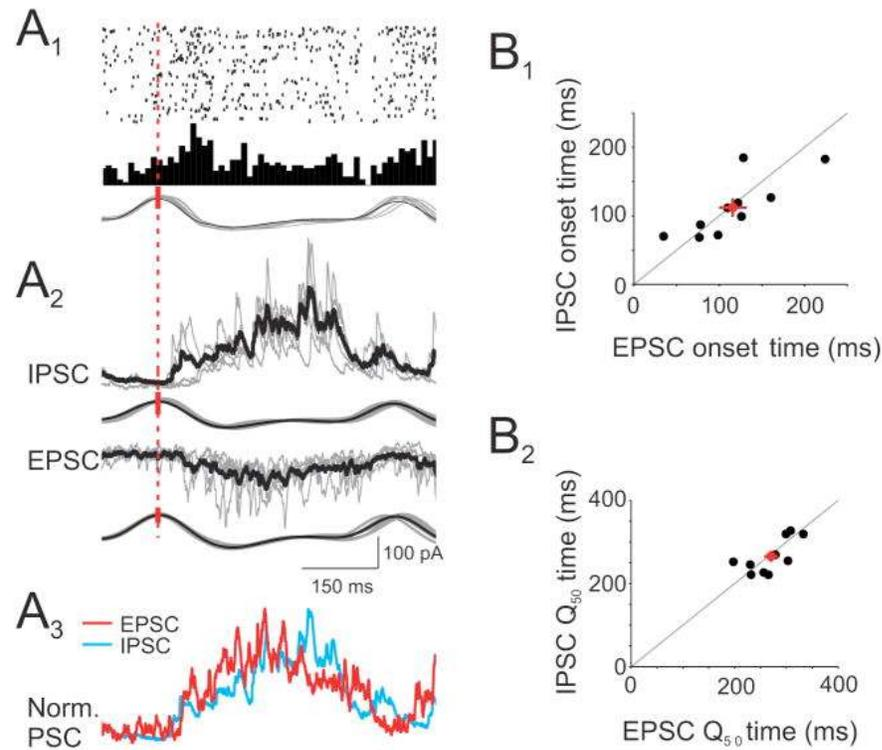 A1
A2
IPSC
EPSC
100 pA
150 ms
A3
EPSC
IPSC
Norm.
PSC
B1
IPSC onset time (ms)
200
100
0
0
100
200
EPSC onset time (ms)
B2
IPSC Q50 time (ms)
400
200
0
0
200
400
EPSC Q50 time (ms)